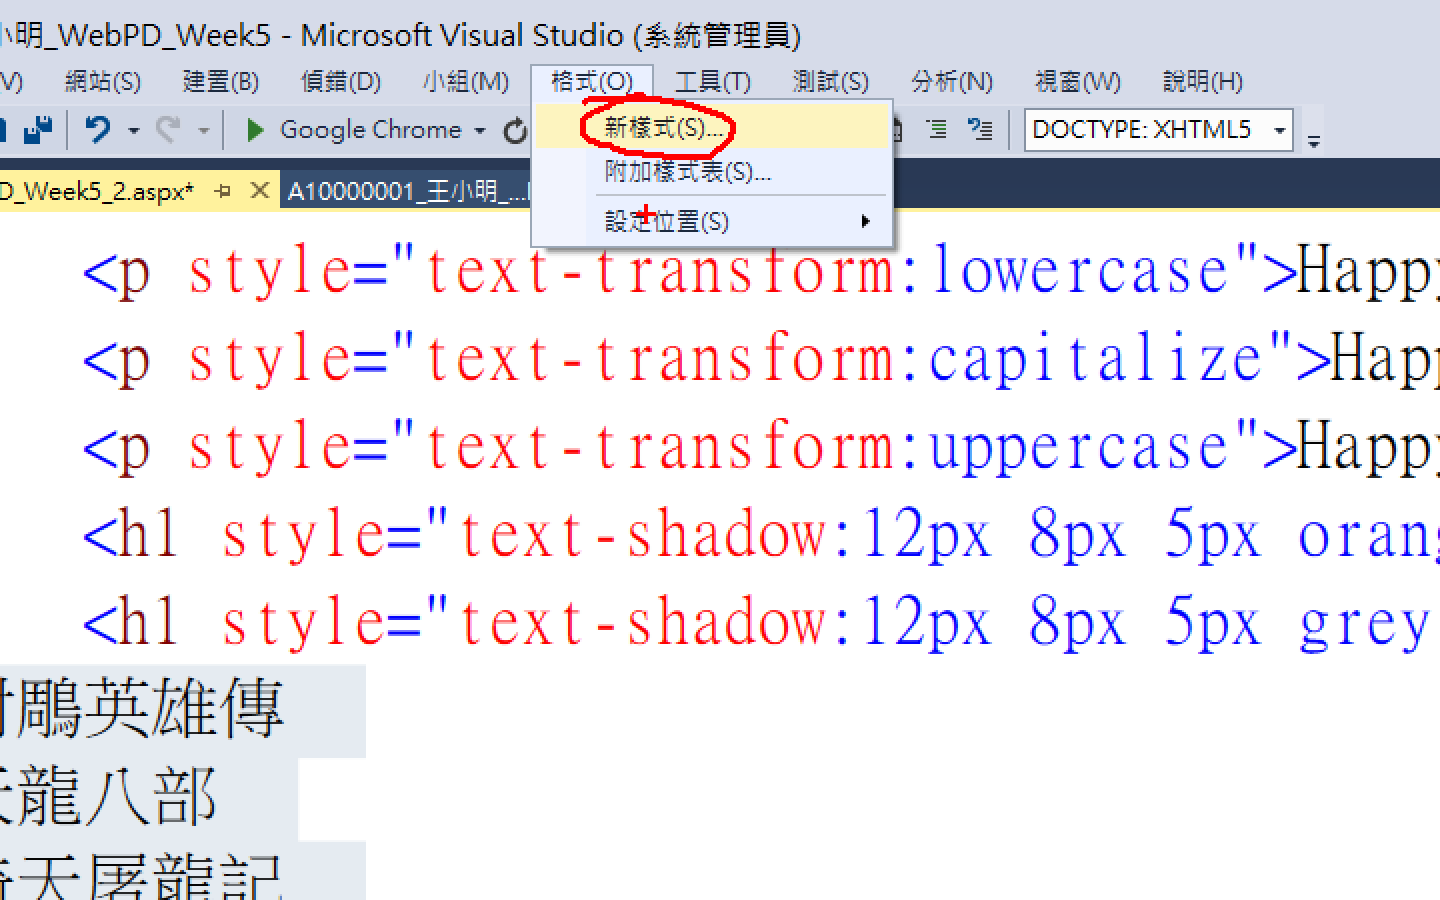 小明_WebPD_Week5 - Microsoft Visual Studio (系統管理員)
V) 網站(S) 建置(B) 偵錯(D) 小組(M) 格式(O) 工具(T) 測試(S) 分析(N) 視窗(W) 說明(H)
Google Chrome DOCTYPE: XHTML5
新樣式(S)...
附加樣式表(S)...
設定位置(S)
D_Week5_2.aspx* A10000001_王小明_...
<p style="text-transform:lowercase">Happy
<p style="text-transform:capitalize">Hap
<p style="text-transform:uppercase">Happy
<h1 style="text-shadow:12px 8px 5px orang
<h1 style="text-shadow:12px 8px 5px grey
射鵰英雄傳
天龍八部
倚天屠龍記